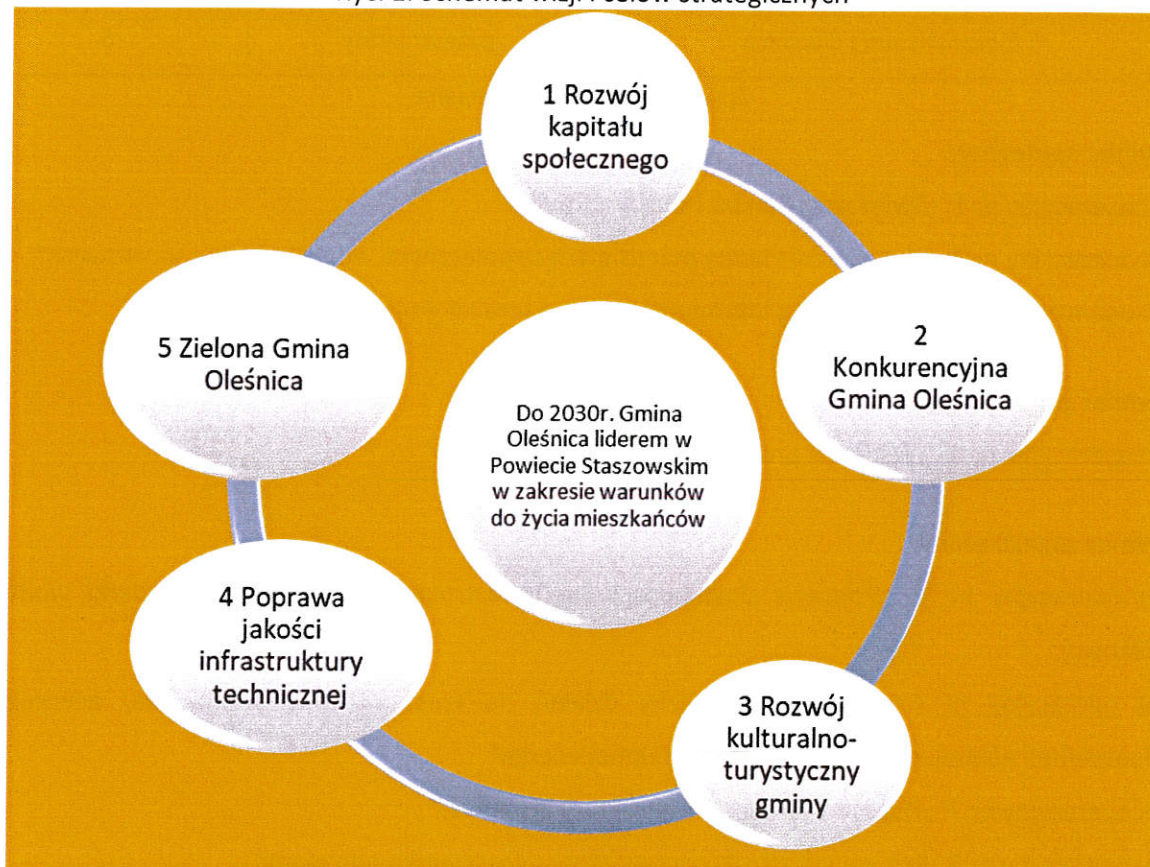 1 Rozwój
kapitału
społecznego
2
Konkurencyjna
Gmina Oleśnica
3 Rozwój
kulturalno-
turystyczny
gminy
4 Poprawa
jakości
infrastruktury
technicznej
5 Zielona Gmina
Oleśnica
Do 2030r. Gmina
Oleśnica liderem w
Powiecie Staszowskim
w zakresie warunków
do życia mieszkańców